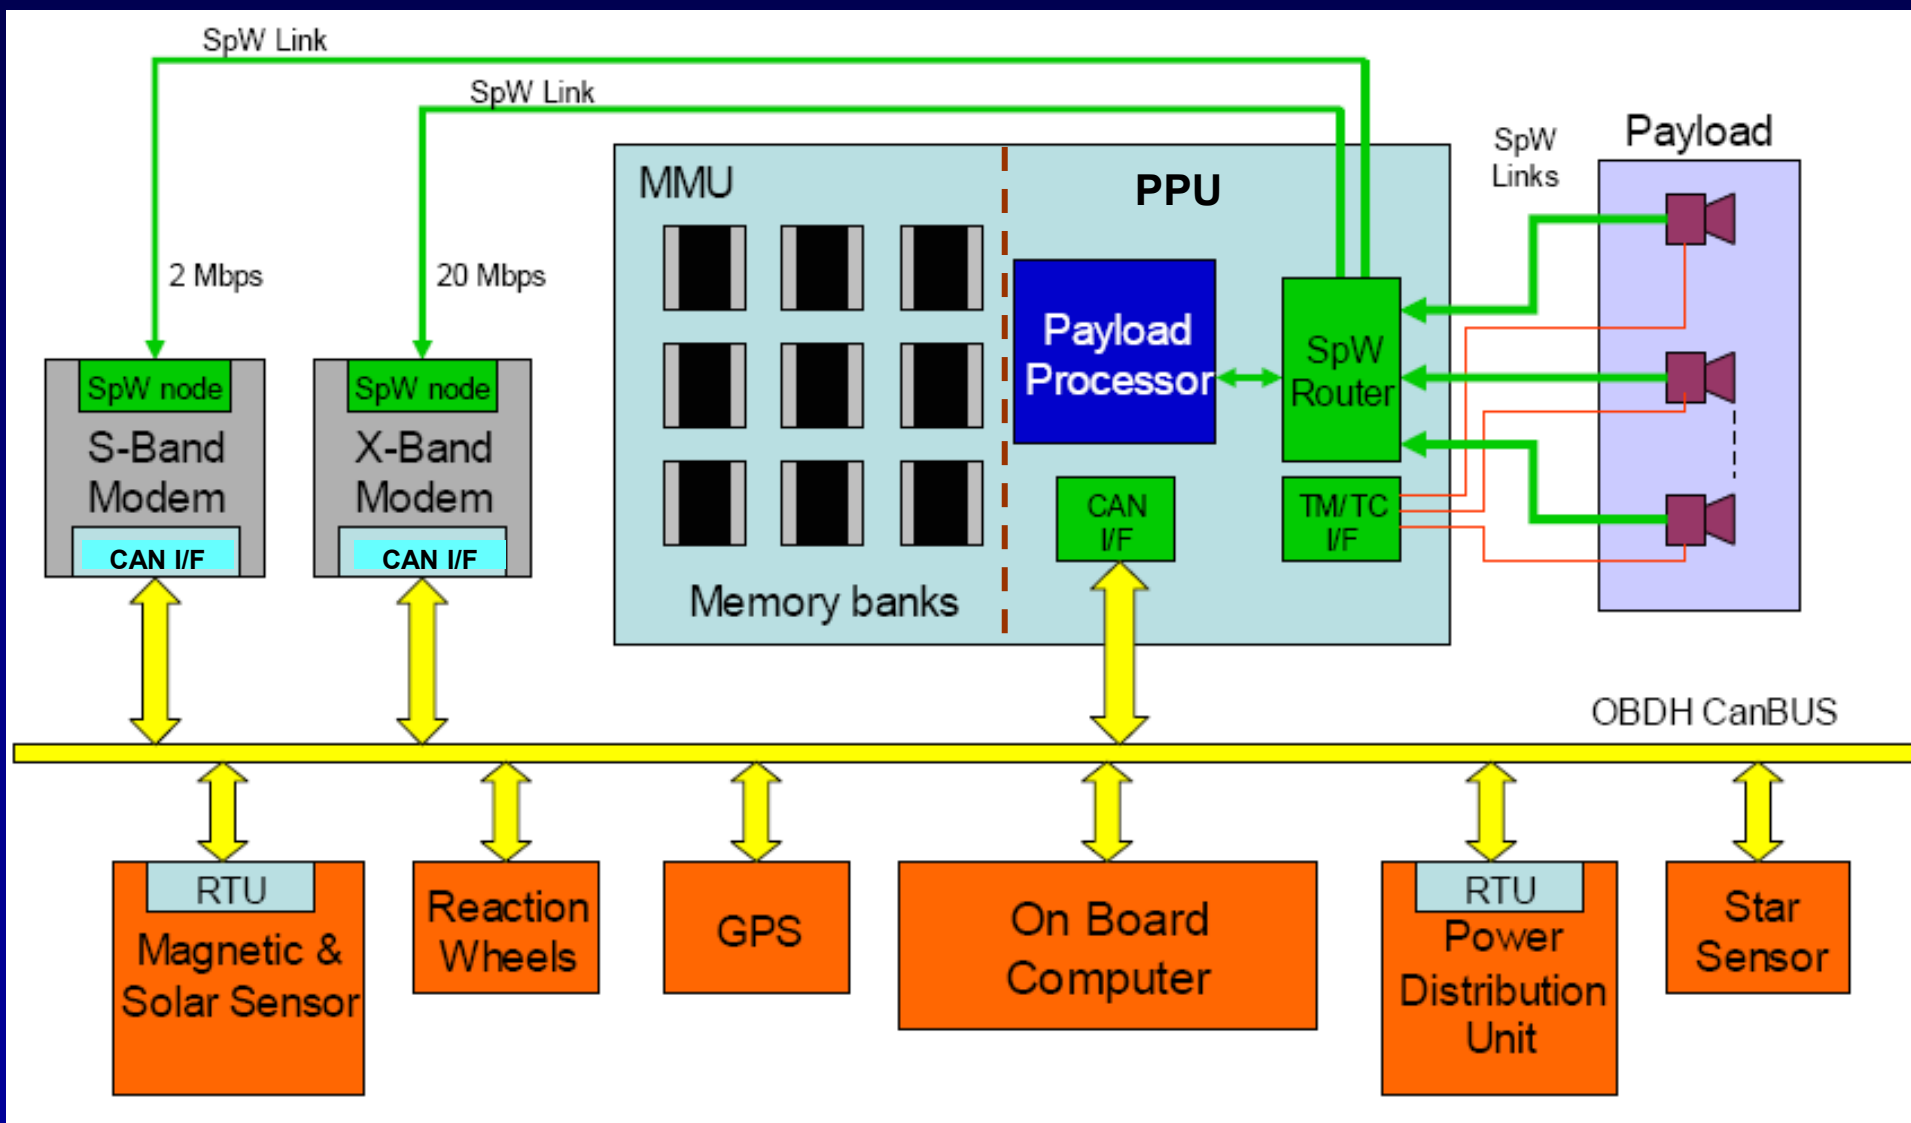 SpW Link
SpW Link
Payload
SpW
Links
MMU
PPU
2 Mbps
20 Mbps
Payload
Processor
SpW
Router
SpW node
S-Band
Modem
CAN I/F
SpW node
X-Band
Modem
CAN I/F
CAN
I/F
TM/TC
I/F
Memory banks
OBDH CanBUS
RTU
Magnetic &
Solar Sensor
Reaction
Wheels
GPS
On Board
Computer
RTU
Power
Distribution
Unit
Star
Sensor